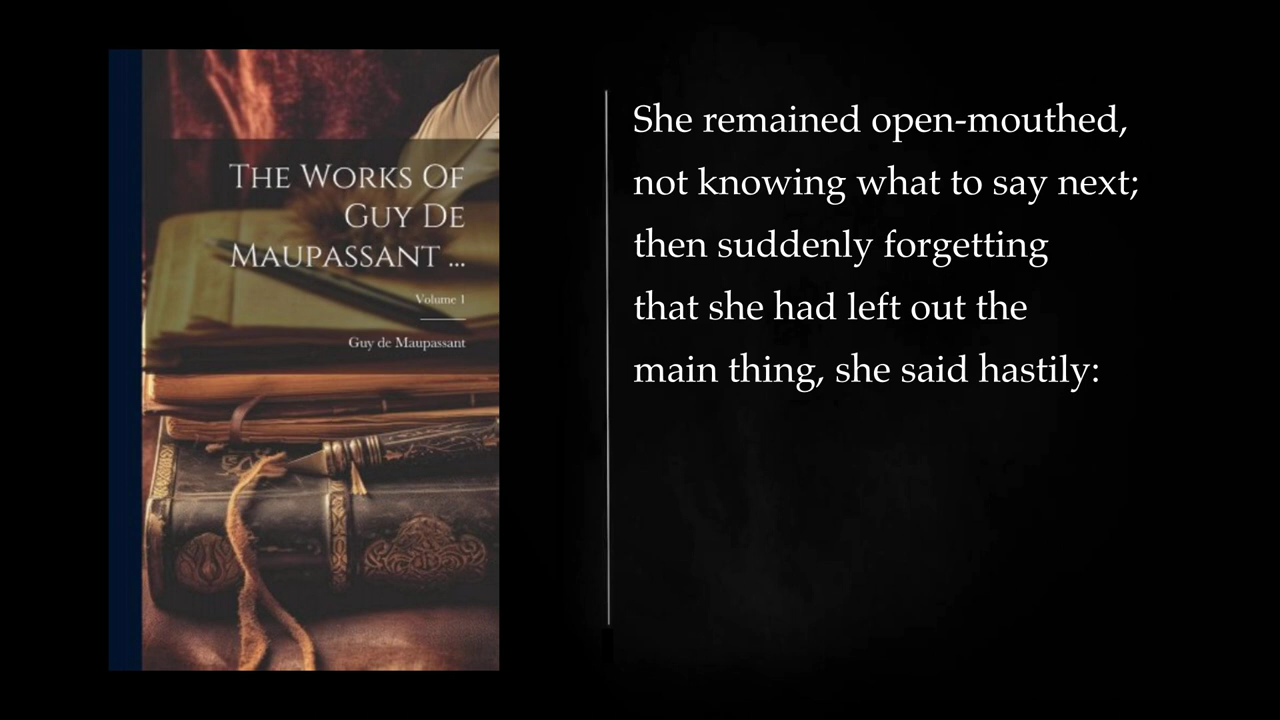 The Works Of
Guy De
Maupassant ...
Volume 1
Guy de Maupassant
She remained open-mouthed,
not knowing what to say next;
then suddenly forgetting
that she had left out the
main thing, she said hastily: